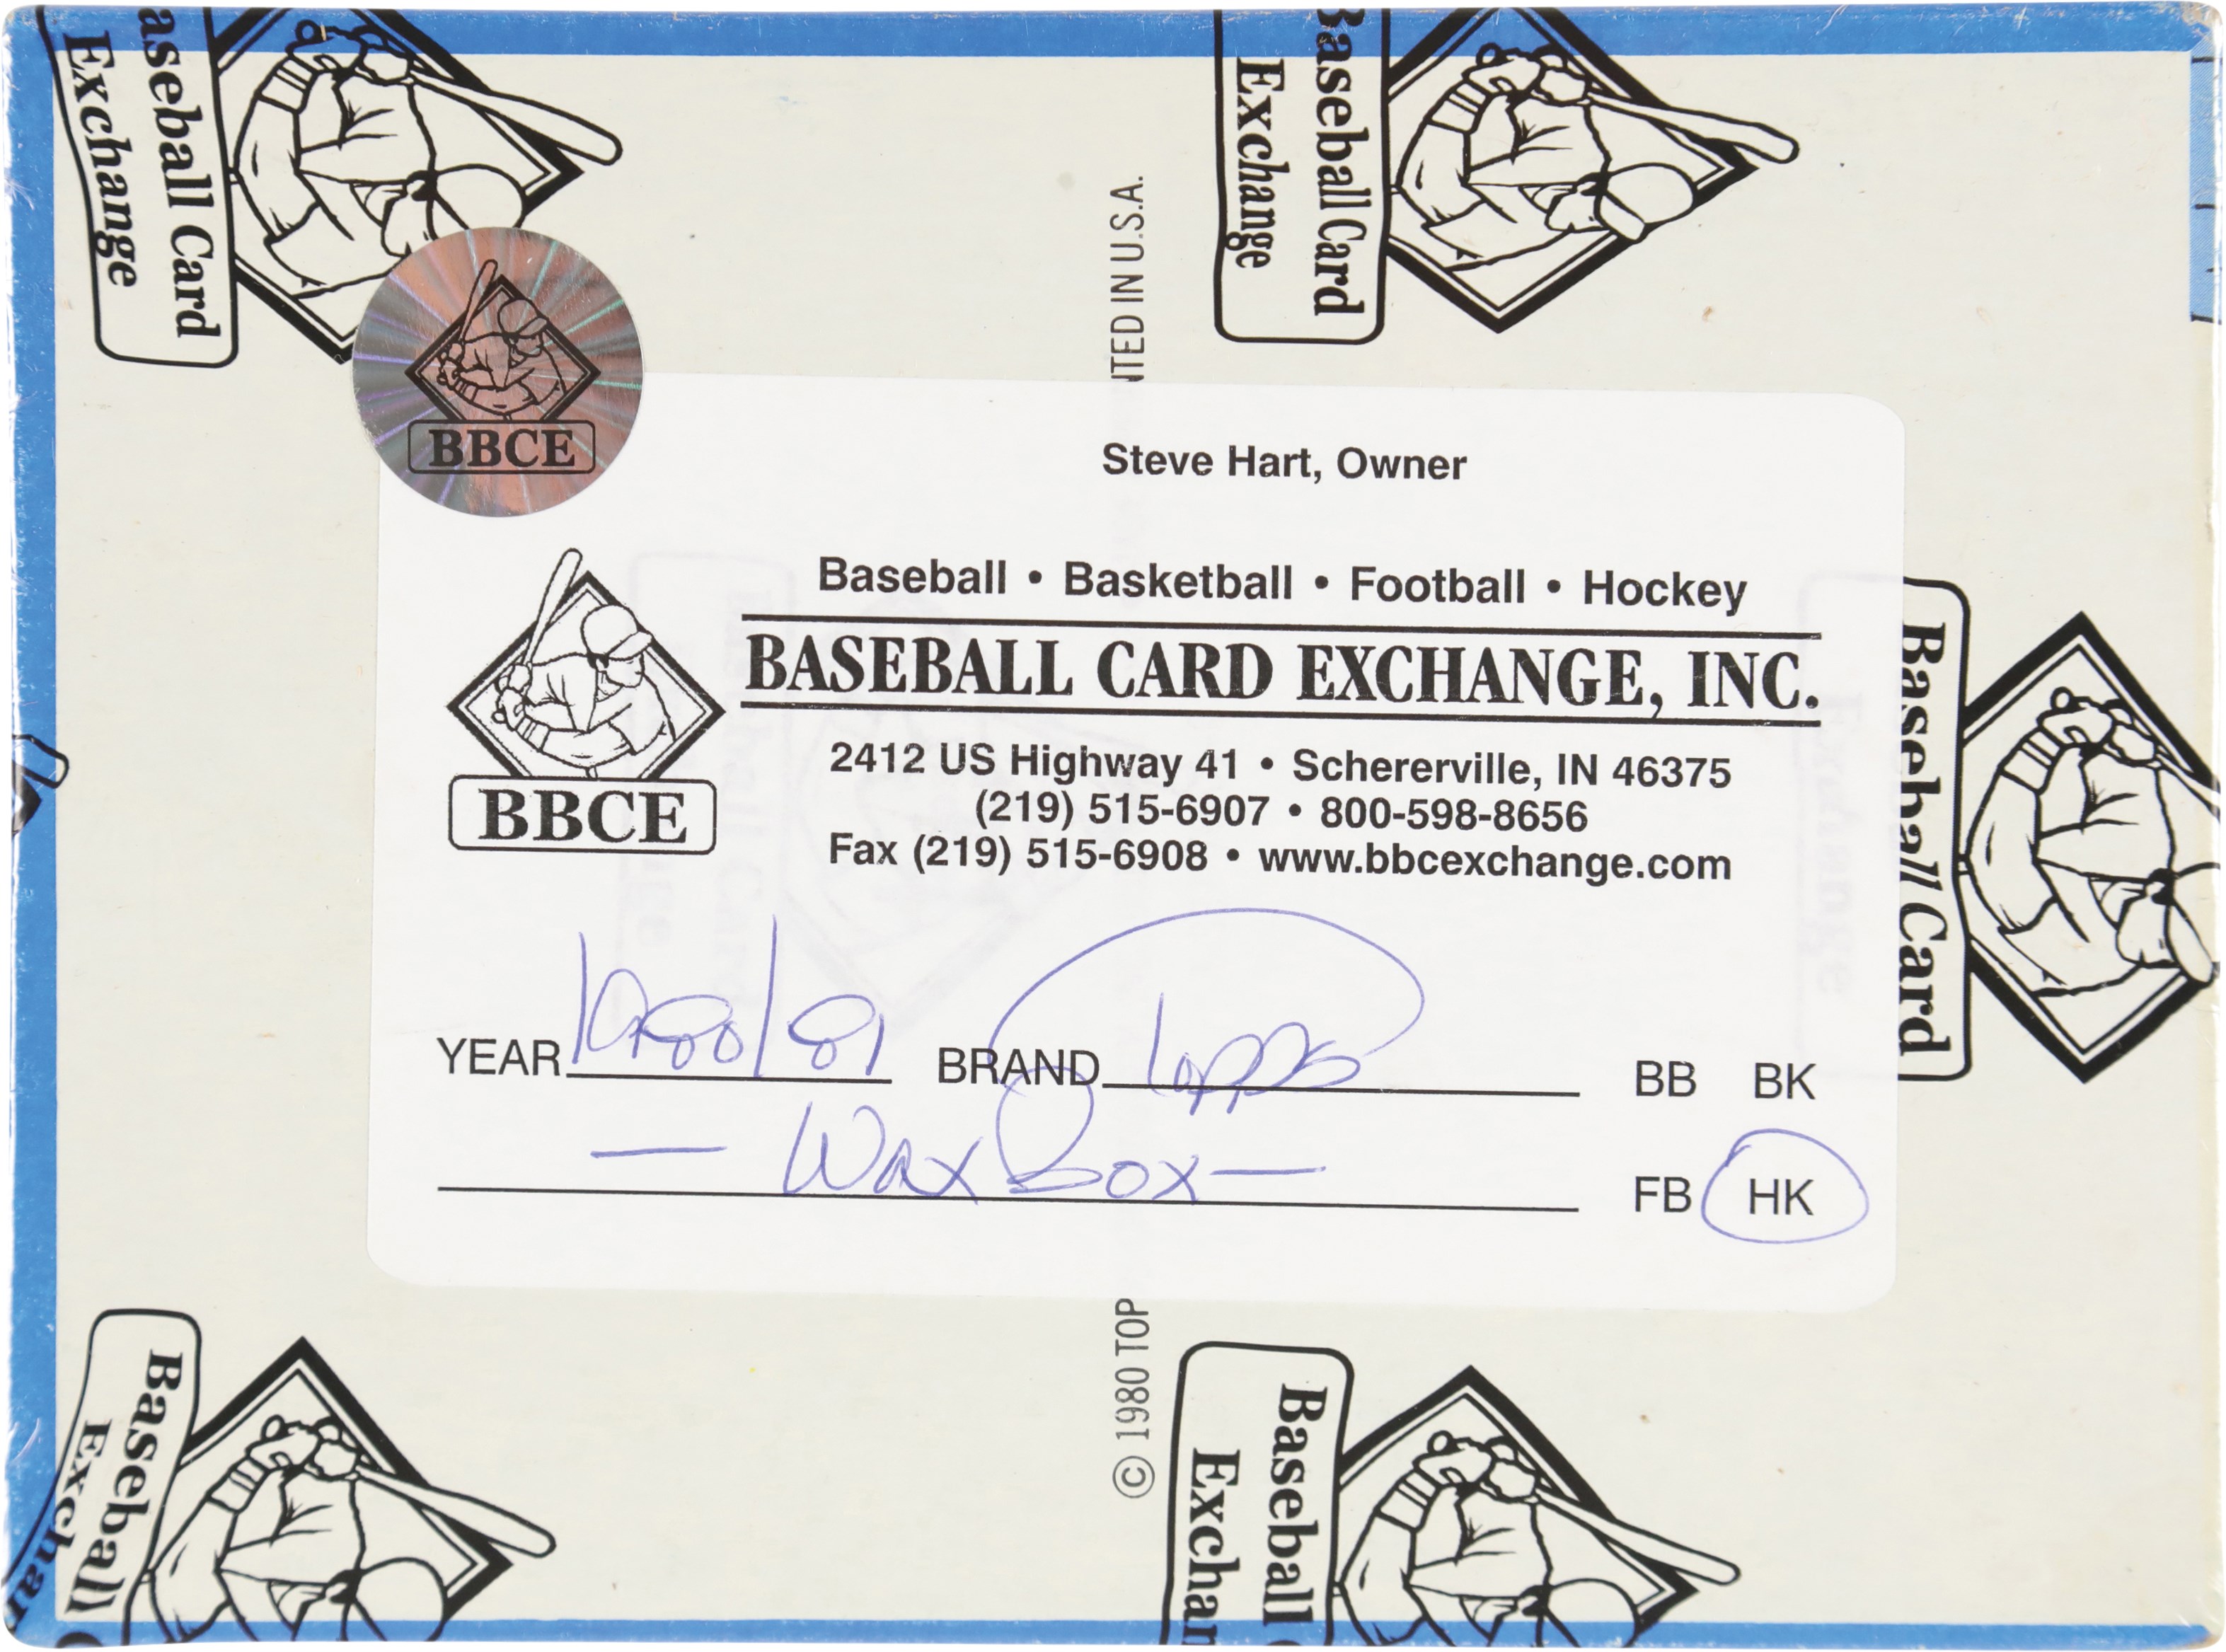 Baseball Card
Exchange
Baseball Card
Exchange
NTED IN U.S.A.
BBCE
Steve Hart, Owner
Baseball • Basketball • Football • Hockey
BASEBALL CARD EXCHANGE, INC.
BBCE
2412 US Highway 41 • Schererville, IN 46375
(219) 515-6907 • 800-598-8656
Fax (219) 515-6908 • www.bbcexchange.com
Baseball Card
YEAR 1980/81 BRAND Topps BB BK
— Wax Box — FB HK
© 1980 TOP
Baseball
Exchan
Baseball
Exchan